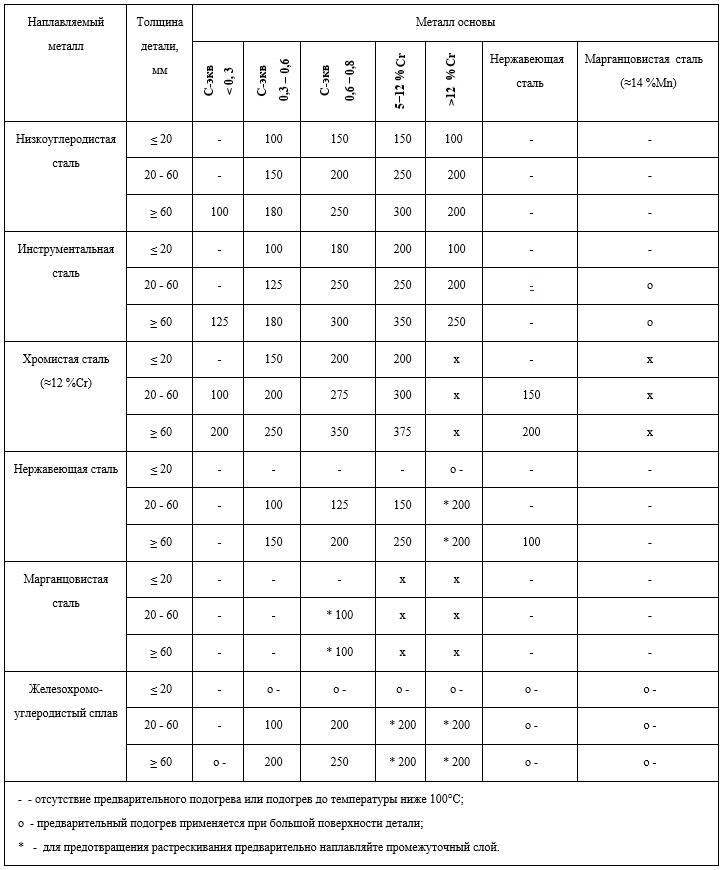 Наплавляемый металл
Толщина детали, мм
Металл основы
С-экв < 0, 3
С-экв 0,3 – 0,6
С-экв 0,6 – 0,8
5–12 % Cr
>12 % Cr
Нержавеющая сталь
Марганцовистая сталь (≈14 %Mn)
Низкоуглеродистая сталь
≤ 20 - 100 150 150 100 - -
20 - 60 - 150 200 250 200 - -
≥ 60 100 180 250 300 200 - -
Инструментальная сталь
≤ 20 - 100 180 200 100 - -
20 - 60 - 125 250 250 200 - о
≥ 60 125 180 300 350 250 - о
Хромистая сталь (≈12 %Cr)
≤ 20 - 150 200 200 х - х
20 - 60 100 200 275 300 х 150 х
≥ 60 200 250 350 375 х 200 х
Нержавеющая сталь
≤ 20 - - - - о - - -
20 - 60 - 100 125 150 * 200 - -
≥ 60 - 150 200 250 * 200 100 -
Марганцовистая сталь
≤ 20 - - - х х - -
20 - 60 - - * 100 х х - -
≥ 60 - - * 100 х х - -
Железохромо-
углеродистый сплав
≤ 20 - о - о - о - о - о - о -
20 - 60 - 100 200 * 200 * 200 о - о -
≥ 60 о - 200 250 * 200 * 200 о - о -
- - отсутствие предварительного подогрева или подогрев до температуры ниже 100°С;
о - предварительный подогрев применяется при большой поверхности детали;
* - для предотвращения растрескивания предварительно наплавляйте промежуточный слой.